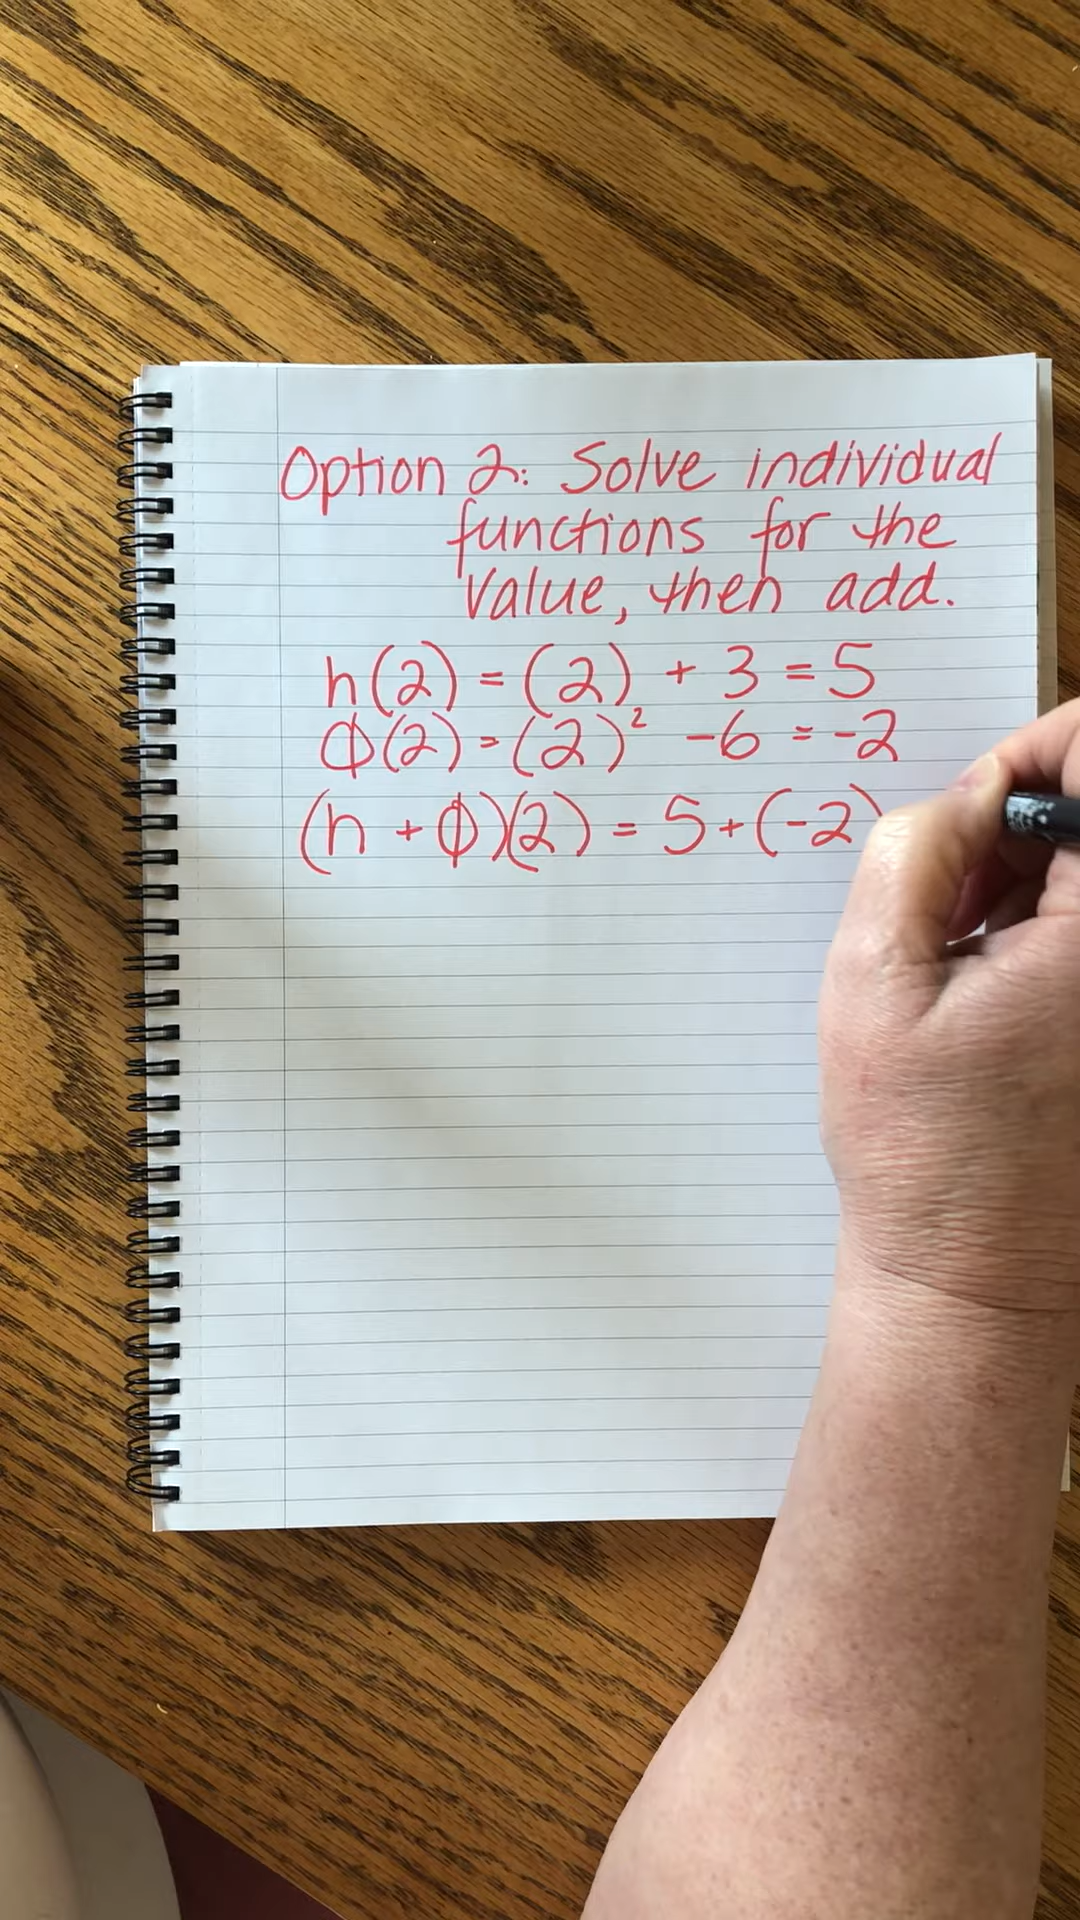 Option 2: Solve individual
functions for the
Value, then add.
h(2) = (2) + 3 = 5
ϕ(2) = (2)² -6 = -2
(h + ϕ)(2) = 5+(-2)